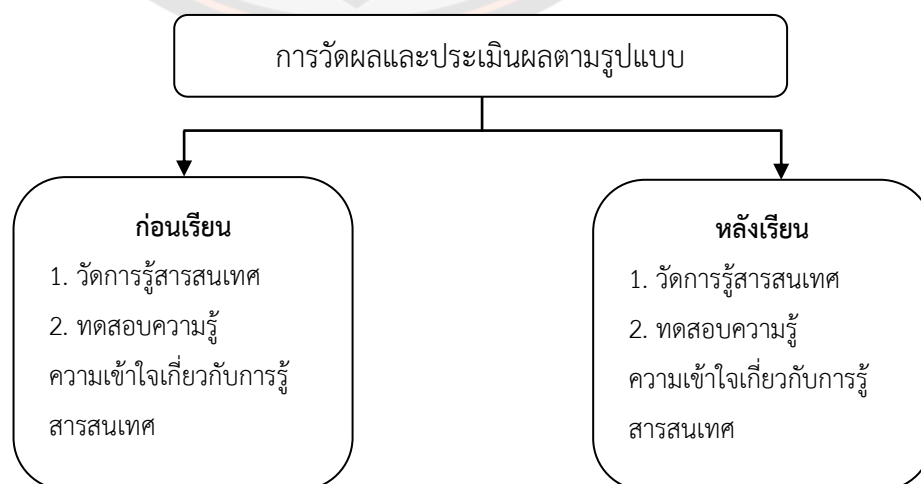 การวัดผลและประเมินผลตามรูปแบบ
ก่อนเรียน
1. วัดการรู้สารสนเทศ
2. ทดสอบความรู้
ความเข้าใจเกี่ยวกับการรู้
สารสนเทศ
หลังเรียน
1. วัดการรู้สารสนเทศ
2. ทดสอบความรู้
ความเข้าใจเกี่ยวกับการรู้
สารสนเทศ